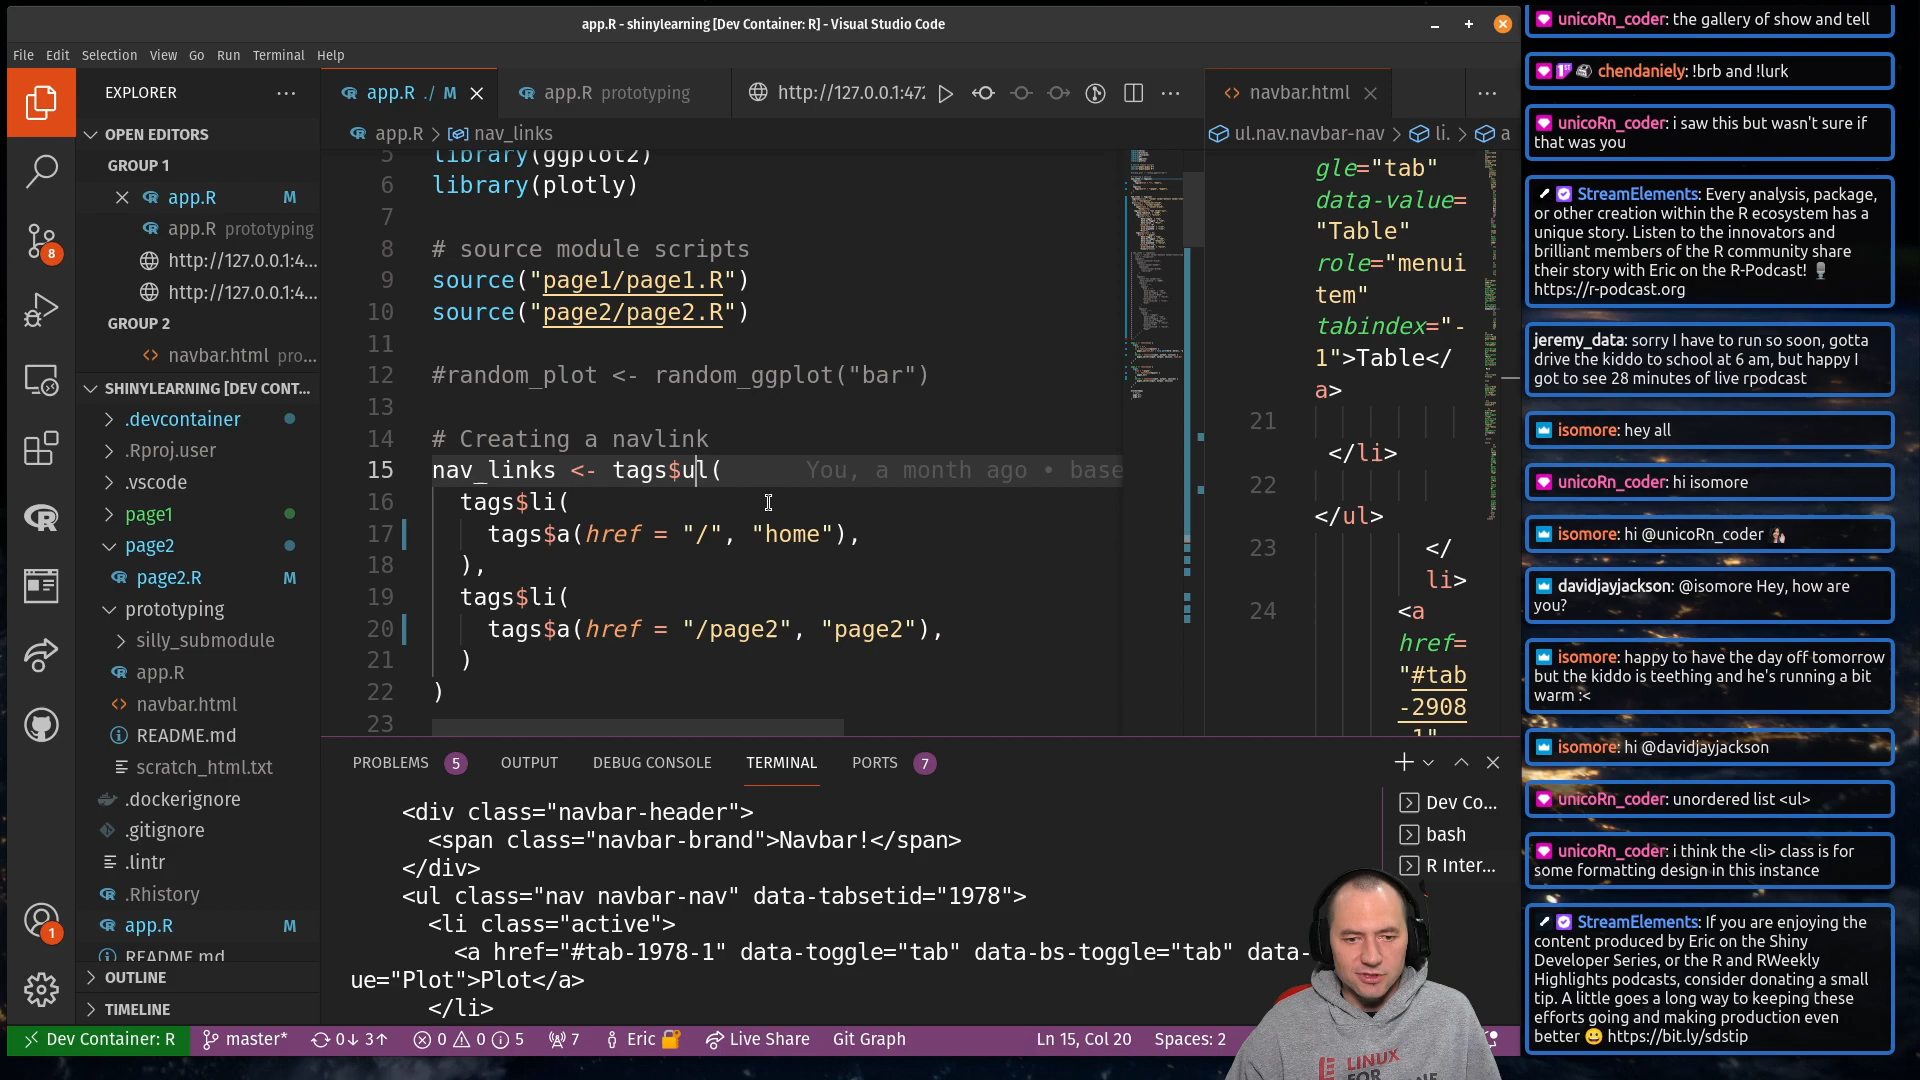 app.R - shinylearning [Dev Container: R] - Visual Studio Code
File Edit Selection View Go Run Terminal Help
EXPLORER
OPEN EDITORS
GROUP 1
app.R M
app.R prototyping
http://127.0.0.1:4...
http://127.0.0.1:4...
GROUP 2
navbar.html pro...
SHINYLEARNING [DEV CONT...
.devcontainer
.Rproj.user
.vscode
page1
page2
page2.R M
prototyping
silly_submodule
app.R
navbar.html
README.md
scratch_html.txt
.dockerignore
.gitignore
.lintr
.Rhistory
app.R M
README.md
OUTLINE
TIMELINE
8
1
app.R ./ M
app.R prototyping
http://127.0.0.1:47
app.R > nav_links
5 library(ggplot2)
6 library(plotly)
7
8 # source module scripts
9 source("page1/page1.R")
10 source("page2/page2.R")
11
12 #random_plot <- random_ggplot("bar")
13
14 # Creating a navlink
15 nav_links <- tags$ul( You, a month ago • base
16 tags$li(
17 tags$a(href = "/", "home"),
18 ),
19 tags$li(
20 tags$a(href = "/page2", "page2"),
21 )
22 )
23
navbar.html
ul.nav.navbar-nav > li. > a
gle="tab"
data-value=
"Table"
role="menui
tem"
tabindex="-
1">Table</
a>
21
</li>
22
</ul>
23 </
li>
24 <a
href=
"#tab
-2908
-1"
PROBLEMS 5 OUTPUT DEBUG CONSOLE TERMINAL PORTS 7
<div class="navbar-header">
<span class="navbar-brand">Navbar!</span>
</div>
<ul class="nav navbar-nav" data-tabsetid="1978">
<li class="active">
<a href="#tab-1978-1" data-toggle="tab" data-bs-toggle="tab" data-
ue="Plot">Plot</a>
</li>
Dev Co...
bash
R Inter...
Dev Container: R master* 0↓ 3↑ 0 0 5 7 Eric Live Share Git Graph Ln 15, Col 20 Spaces: 2
LINUX
FOR
unicoRn_coder: the gallery of show and tell
chendaniely: !brb and !lurk
unicoRn_coder: i saw this but wasn't sure if
that was you
StreamElements: Every analysis, package,
or other creation within the R ecosystem has a
unique story. Listen to the innovators and
brilliant members of the R community share
their story with Eric on the R-Podcast! 🎙️
https://r-podcast.org
jeremy_data: sorry I have to run so soon, gotta
drive the kiddo to school at 6 am, but happy I
got to see 28 minutes of live rpodcast
isomore: hey all
unicoRn_coder: hi isomore
isomore: hi @unicoRn_coder
davidjayjackson: @isomore Hey, how are
you?
isomore: happy to have the day off tomorrow
but the kiddo is teething and he's running a bit
warm :<
isomore: hi @davidjayjackson
unicoRn_coder: unordered list <ul>
unicoRn_coder: i think the <li> class is for
some formatting design in this instance
StreamElements: If you are enjoying the
content produced by Eric on the Shiny
Developer Series, or the R and RWeekly
Highlights podcasts, consider donating a small
tip. A little goes a long way to keeping these
efforts going and making production even
better 😀 https://bit.ly/sdstip